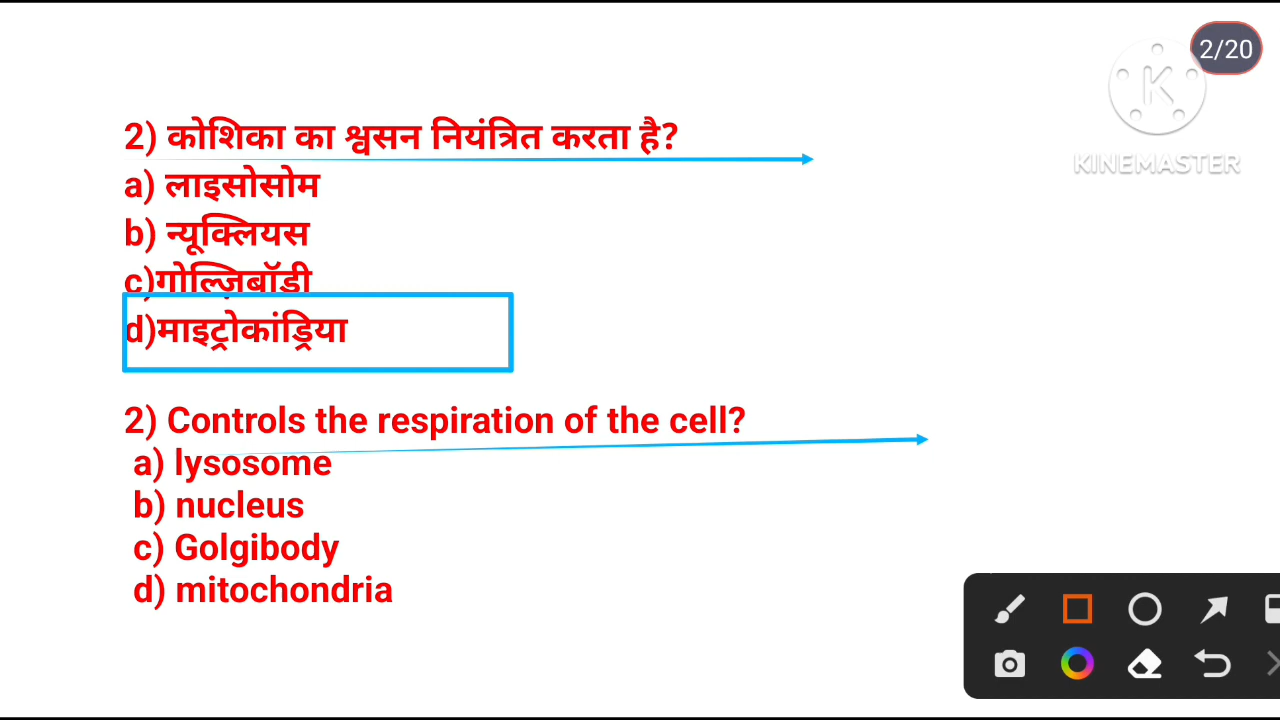 2/20
KINEMASTER
2) कोशिका का श्वसन नियंत्रित करता है?
a) लाइसोसोम
b) न्यूक्लियस
c)गोल्ज़िबॉडी
d)माइट्रोकांड्रिया
2) Controls the respiration of the cell?
a) lysosome
b) nucleus
c) Golgibody
d) mitochondria